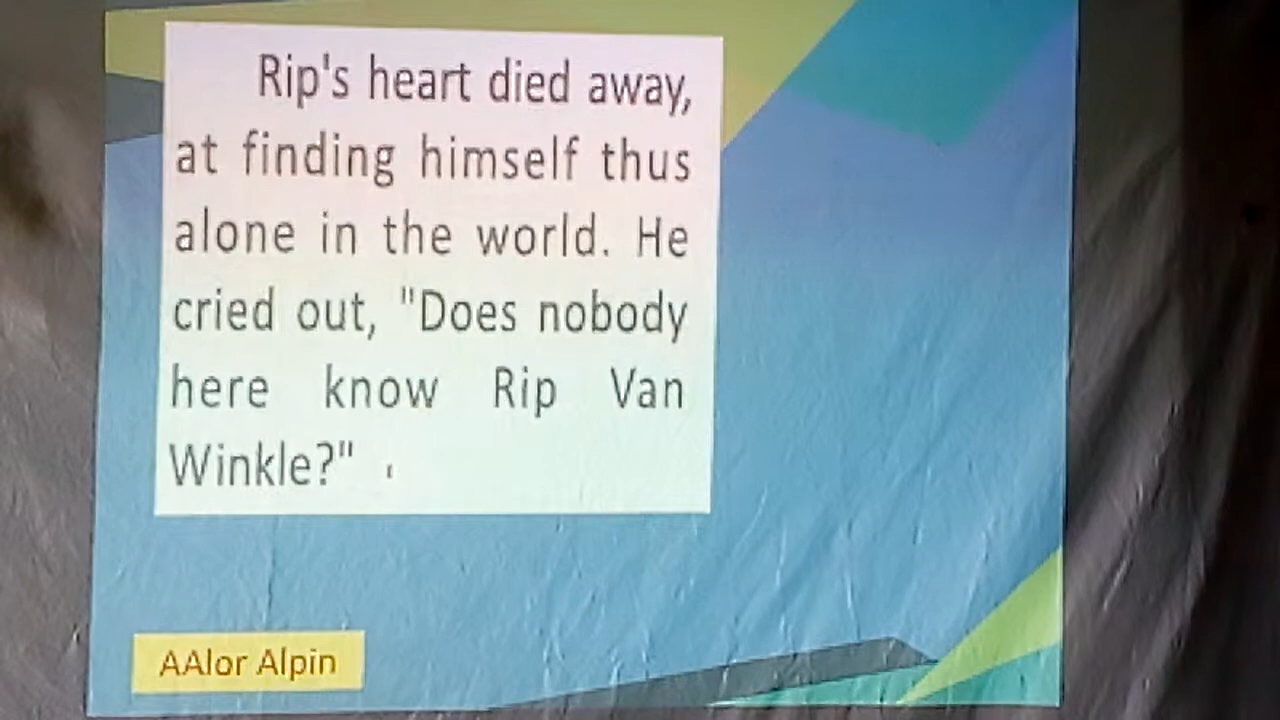 Rip's heart died away,
at finding himself thus
alone in the world. He
cried out, "Does nobody
here know Rip Van
Winkle?"
AAlor Alpin